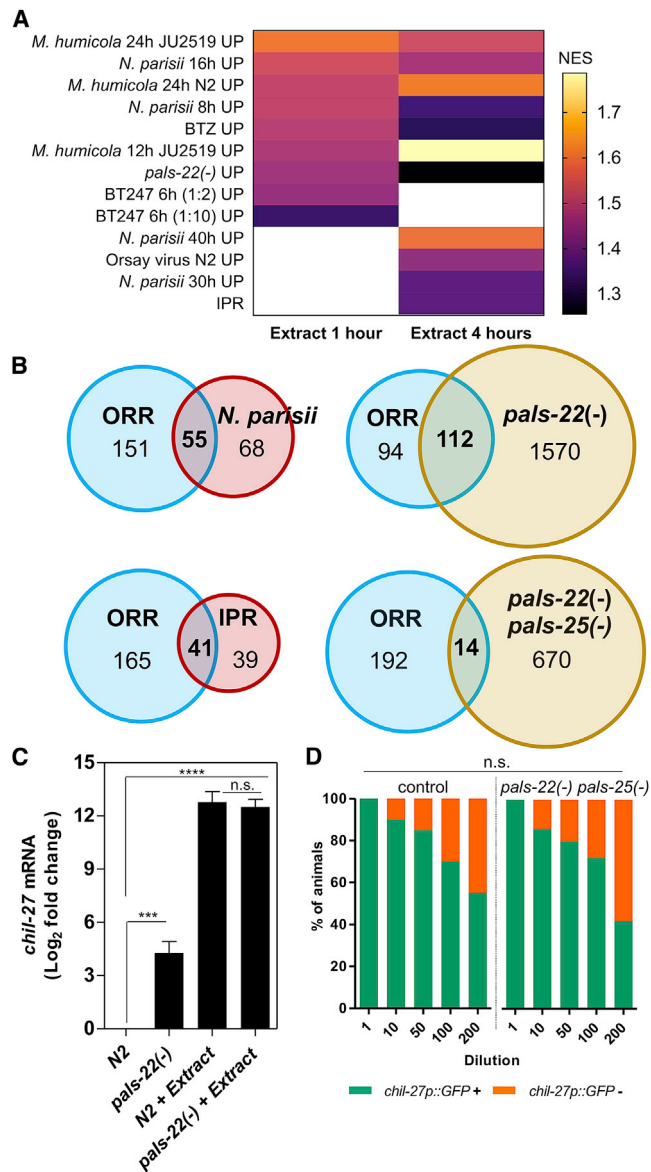 A
NES
M. humicola 24h JU2519 UP
N. parisii 16h UP
M. humicola 24h N2 UP
N. parisii 8h UP
BTZ UP
M. humicola 12h JU2519 UP
pals-22(-) UP
BT247 6h (1:2) UP
BT247 6h (1:10) UP
N. parisii 40h UP
Orsay virus N2 UP
N. parisii 30h UP
IPR
1.7
1.6
1.5
1.4
1.3
Extract 1 hour
Extract 4 hours
B
ORR
151
55
N. parisii
68
ORR
94
112
pals-22(-)
1570
ORR
165
41
IPR
39
ORR
192
14
pals-22(-)
pals-25(-)
670
C
chil-27 mRNA
(Log2 fold change)
15
12
9
6
3
0
****
n.s.
***
N2
pals-22(-)
N2 + Extract
pals-22(-) + Extract
D
n.s.
control
pals-22(-) pals-25(-)
% of animals
100
80
60
40
20
0
1
10
50
100
200
1
10
50
100
200
Dilution
chil-27p::GFP +
chil-27p::GFP -